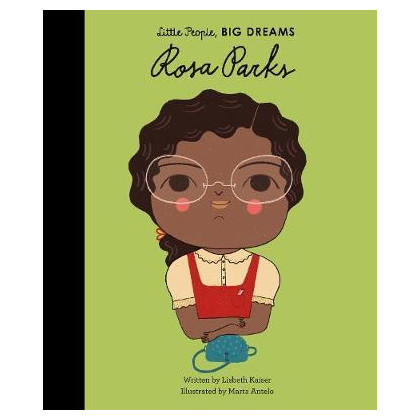 Little People, BIG DREAMS
Rosa Parks
Written by Lisbeth Kaiser
Illustrated by Marta Antelo